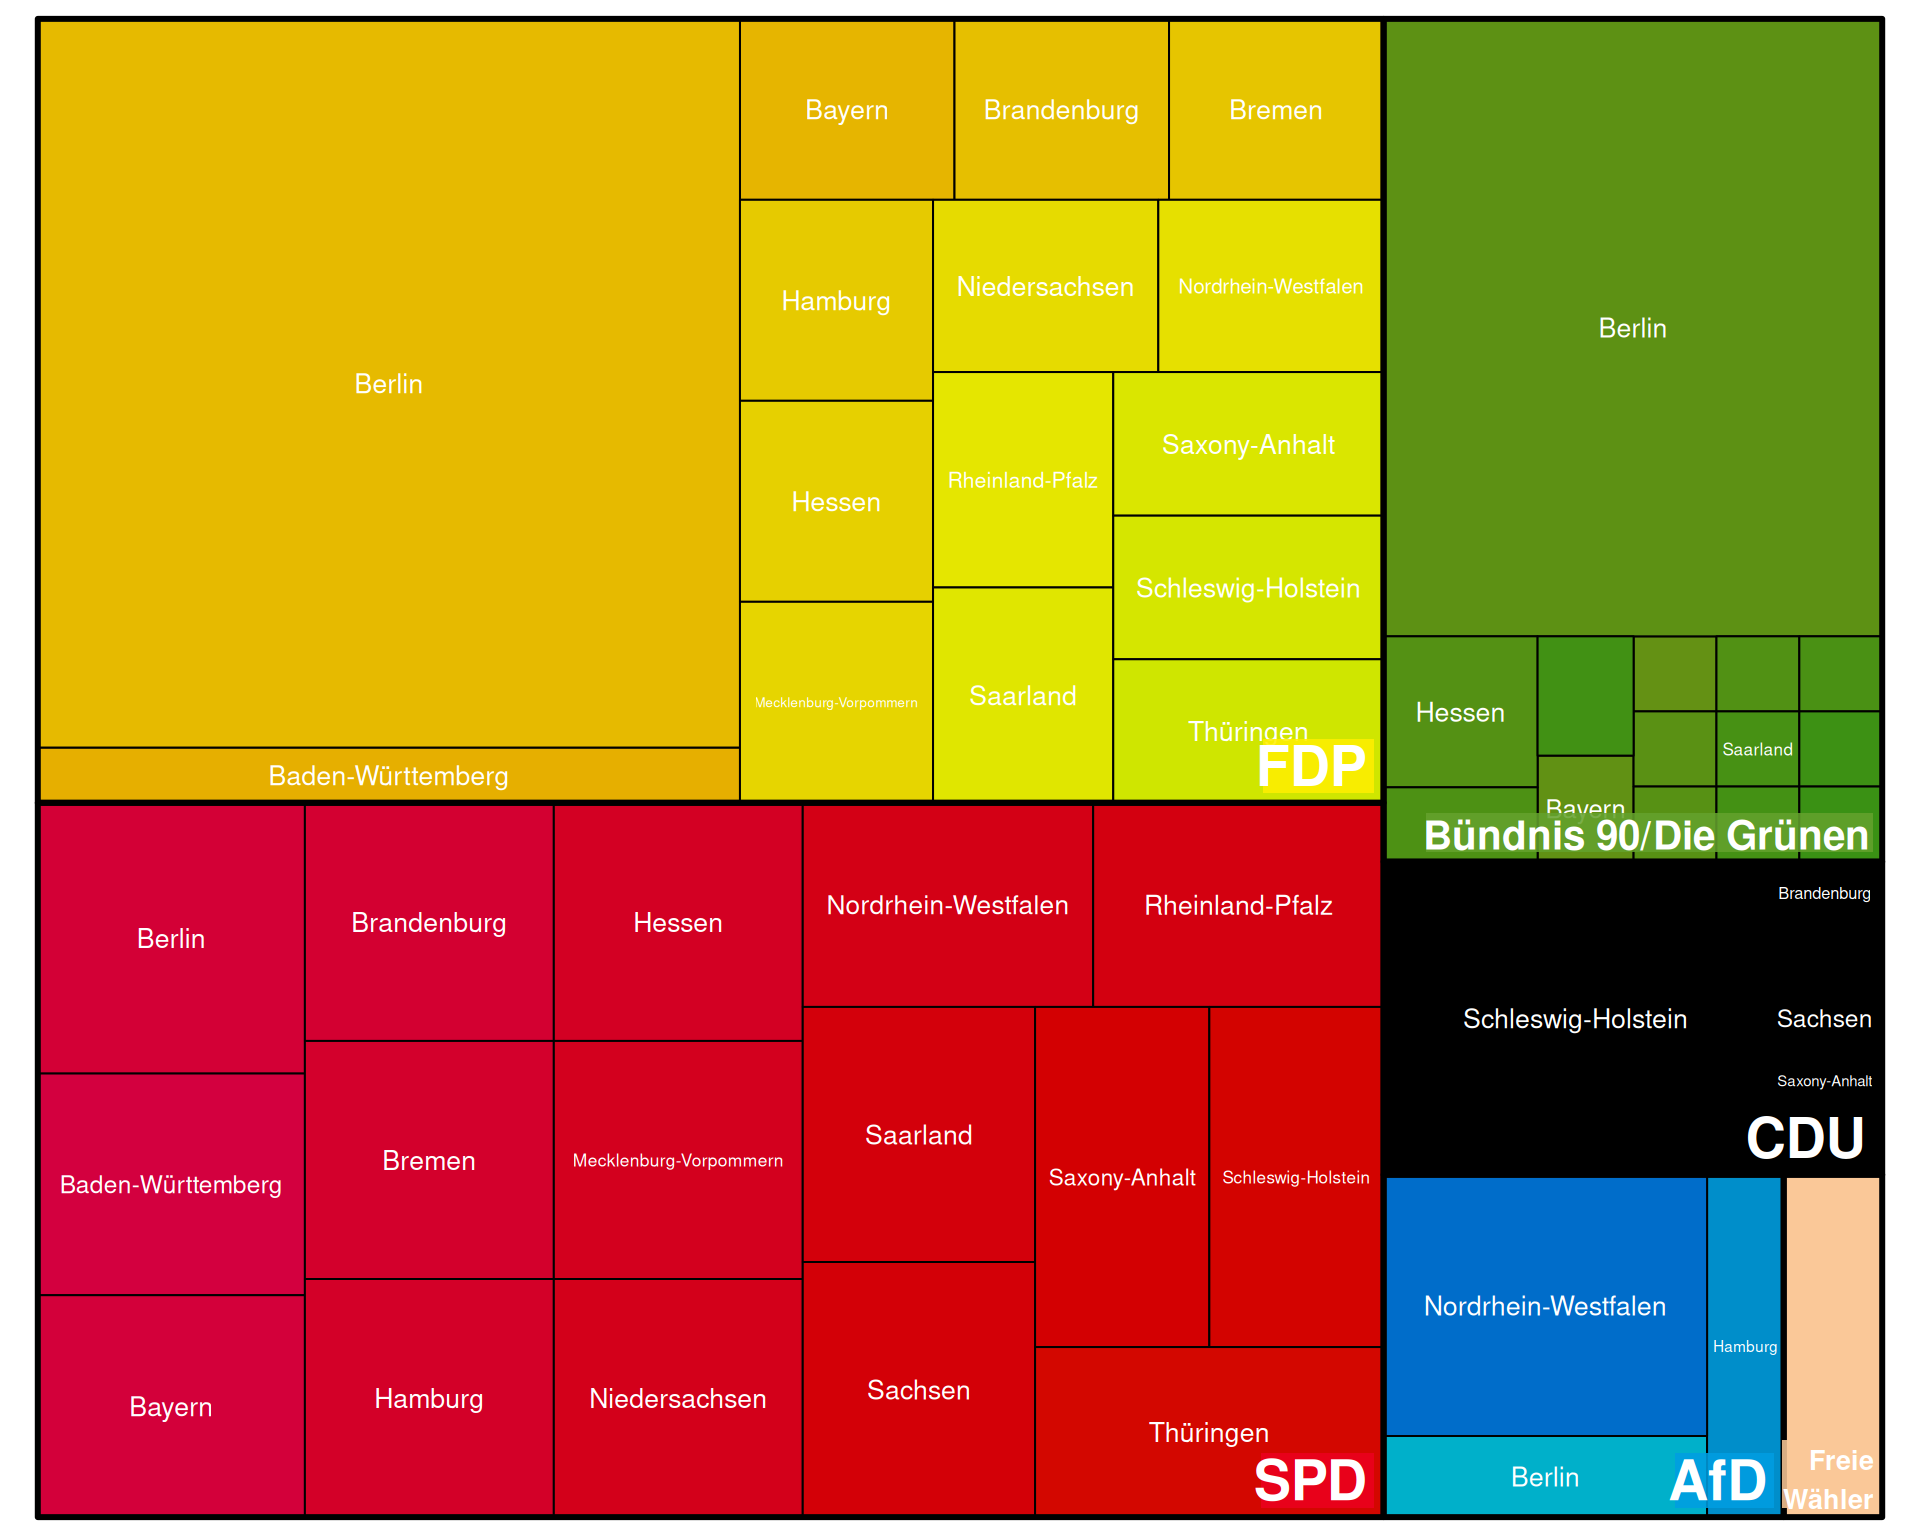 Berlin
Baden-Württemberg
Bayern
Brandenburg
Bremen
Hamburg
Niedersachsen
Nordrhein-Westfalen
Hessen
Rheinland-Pfalz
Saxony-Anhalt
Schleswig-Holstein
Mecklenburg-Vorpommern
Saarland
Thüringen
FDP
Berlin
Hessen
Saarland
Bayern
Bündnis 90/Die Grünen
Berlin
Brandenburg
Hessen
Nordrhein-Westfalen
Rheinland-Pfalz
Baden-Württemberg
Bremen
Mecklenburg-Vorpommern
Saarland
Saxony-Anhalt
Schleswig-Holstein
Bayern
Hamburg
Niedersachsen
Sachsen
Thüringen
SPD
Brandenburg
Schleswig-Holstein
Sachsen
Saxony-Anhalt
CDU
Nordrhein-Westfalen
Hamburg
Berlin
AfD
Freie
Wähler